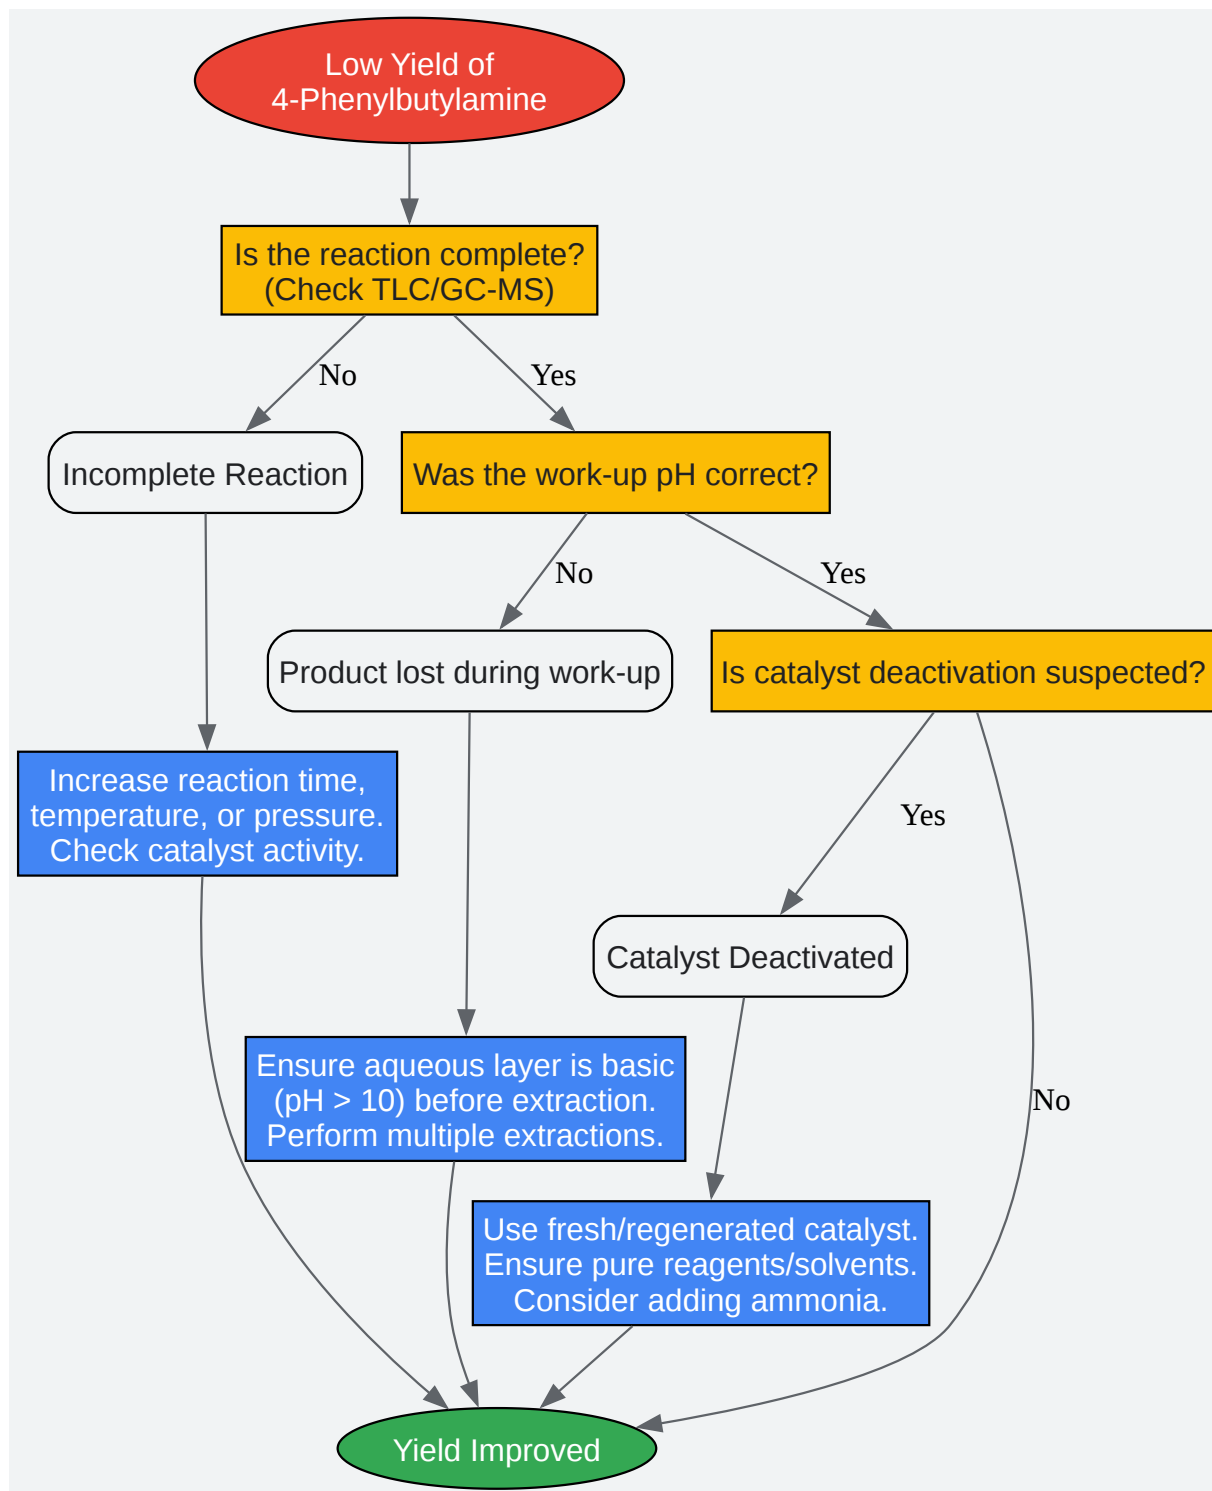 Low Yield of
4-Phenylbutylamine
Is the reaction complete?
(Check TLC/GC-MS)
No
Yes
Incomplete Reaction
Was the work-up pH correct?
No
Yes
Product lost during work-up
Is catalyst deactivation suspected?
Increase reaction time,
temperature, or pressure.
Check catalyst activity.
Yes
Catalyst Deactivated
Ensure aqueous layer is basic
(pH > 10) before extraction.
Perform multiple extractions.
No
Use fresh/regenerated catalyst.
Ensure pure reagents/solvents.
Consider adding ammonia.
Yield Improved